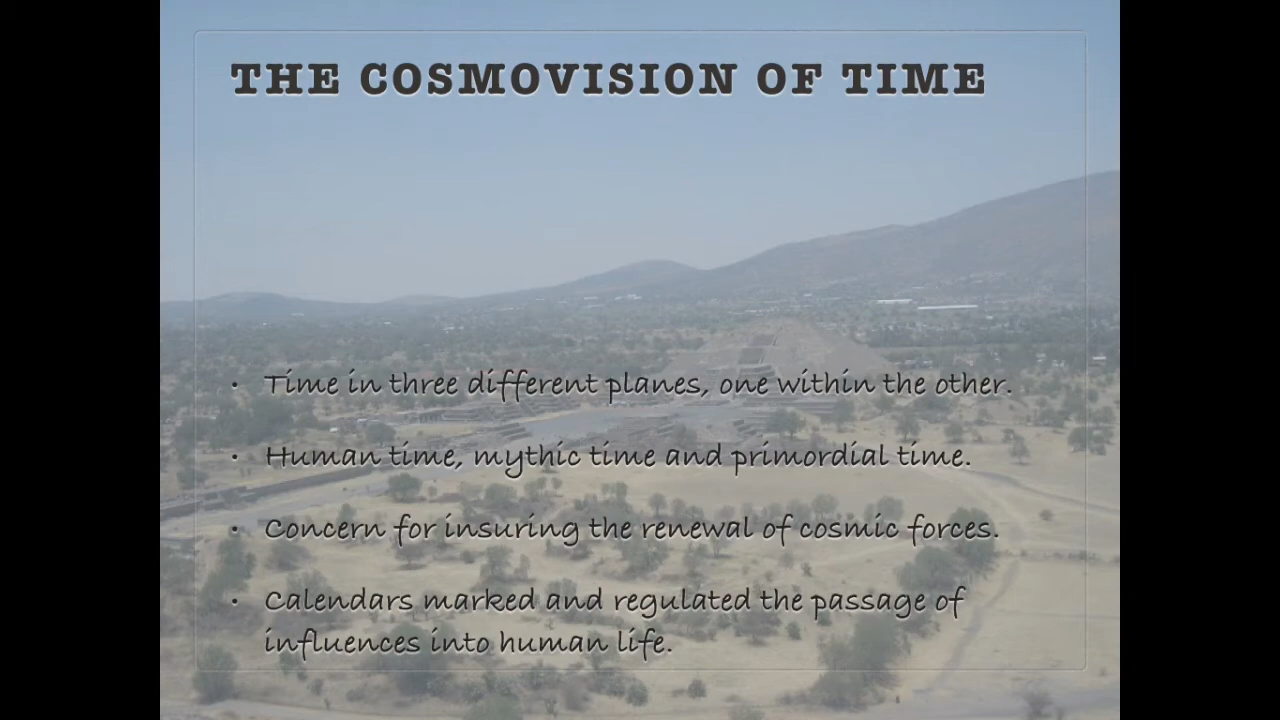 THE COSMOVISION OF TIME
• Time in three different planes, one within the other.
• Human time, mythic time and primordial time.
• Concern for insuring the renewal of cosmic forces.
• Calendars marked and regulated the passage of
influences into human life.